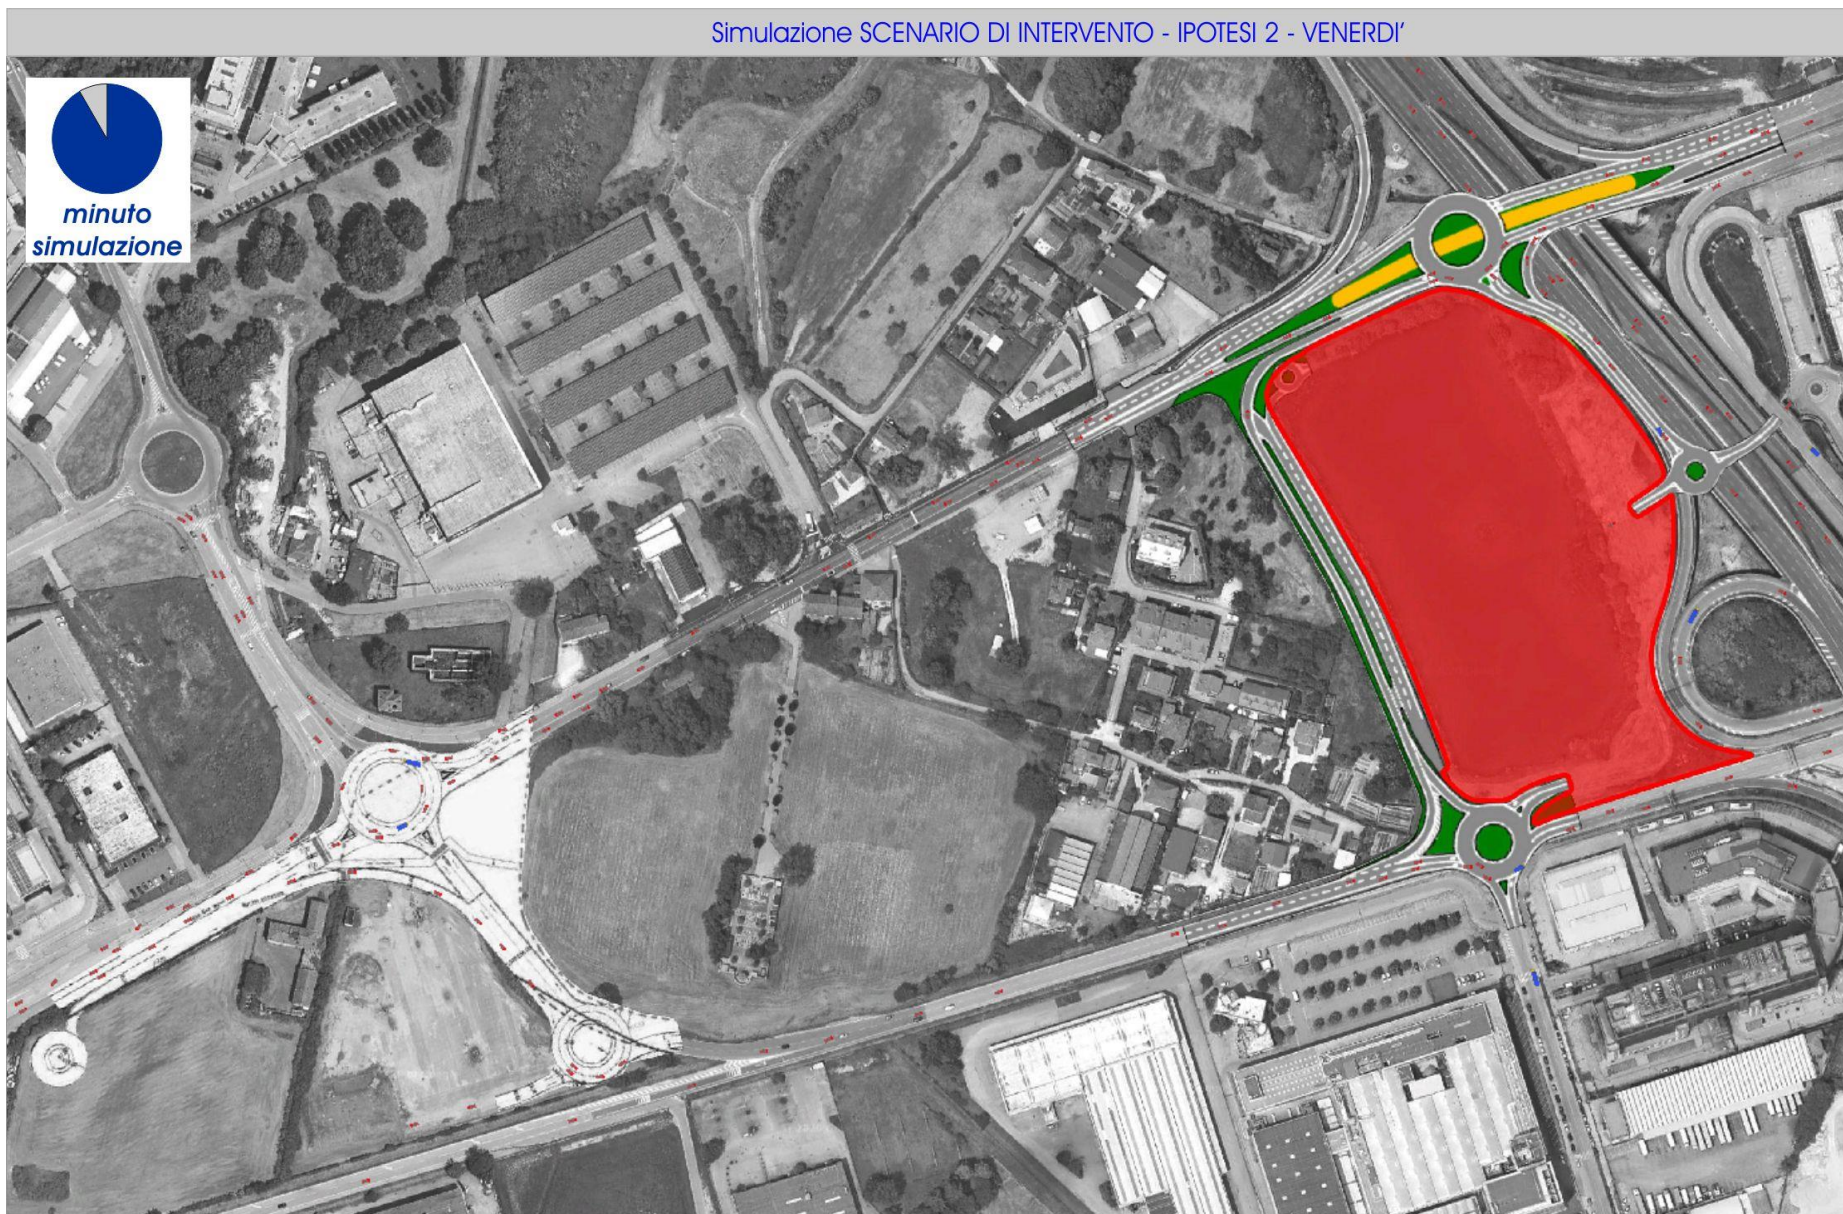 Simulazione SCENARIO DI INTERVENTO - IPOTESI 2 - VENERDI'
minuto
simulazione